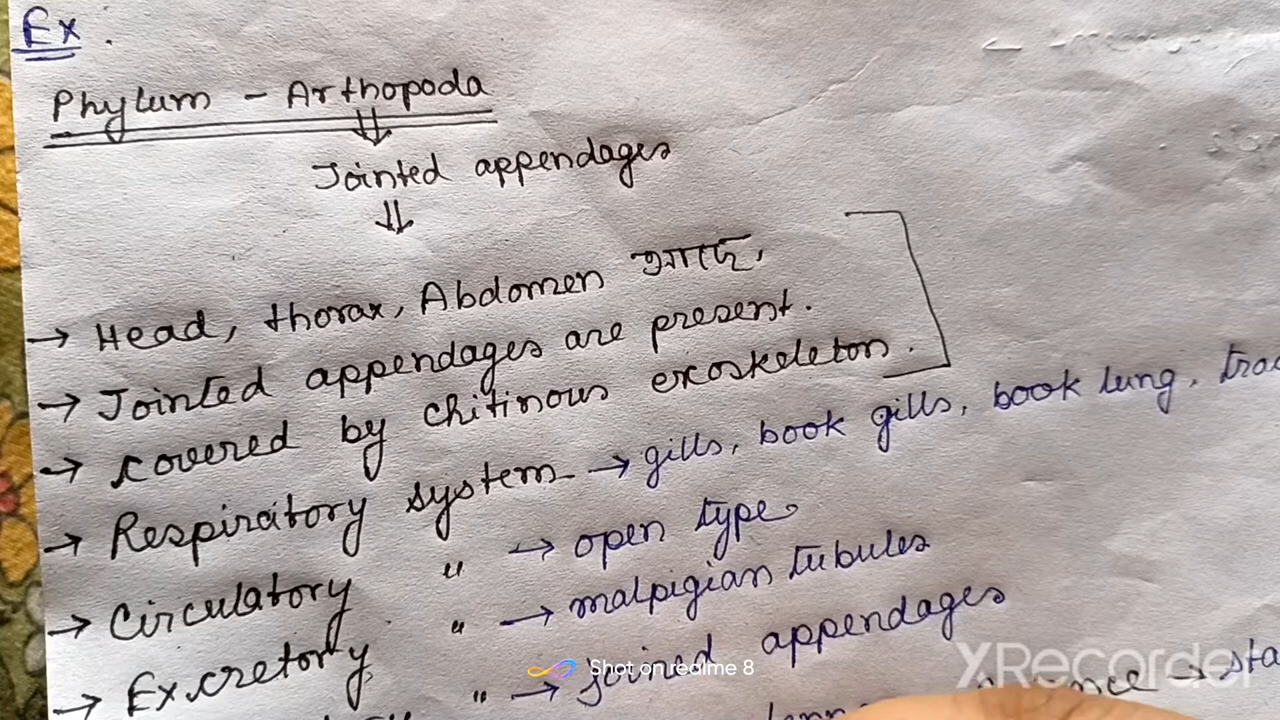 Ex.
Phylum - Arthopoda
Jointed appendages
→ Head, thorax, Abdomen
→ Jointed appendages are present.
→ covered by chitinous exoskeleton.
→ Respiratory system → gills, book gills, book lung,
→ Circulatory " → open type
→ Excretory " → malpigian tubules
" → joined appendages
Shot on realme 8
XRecorder